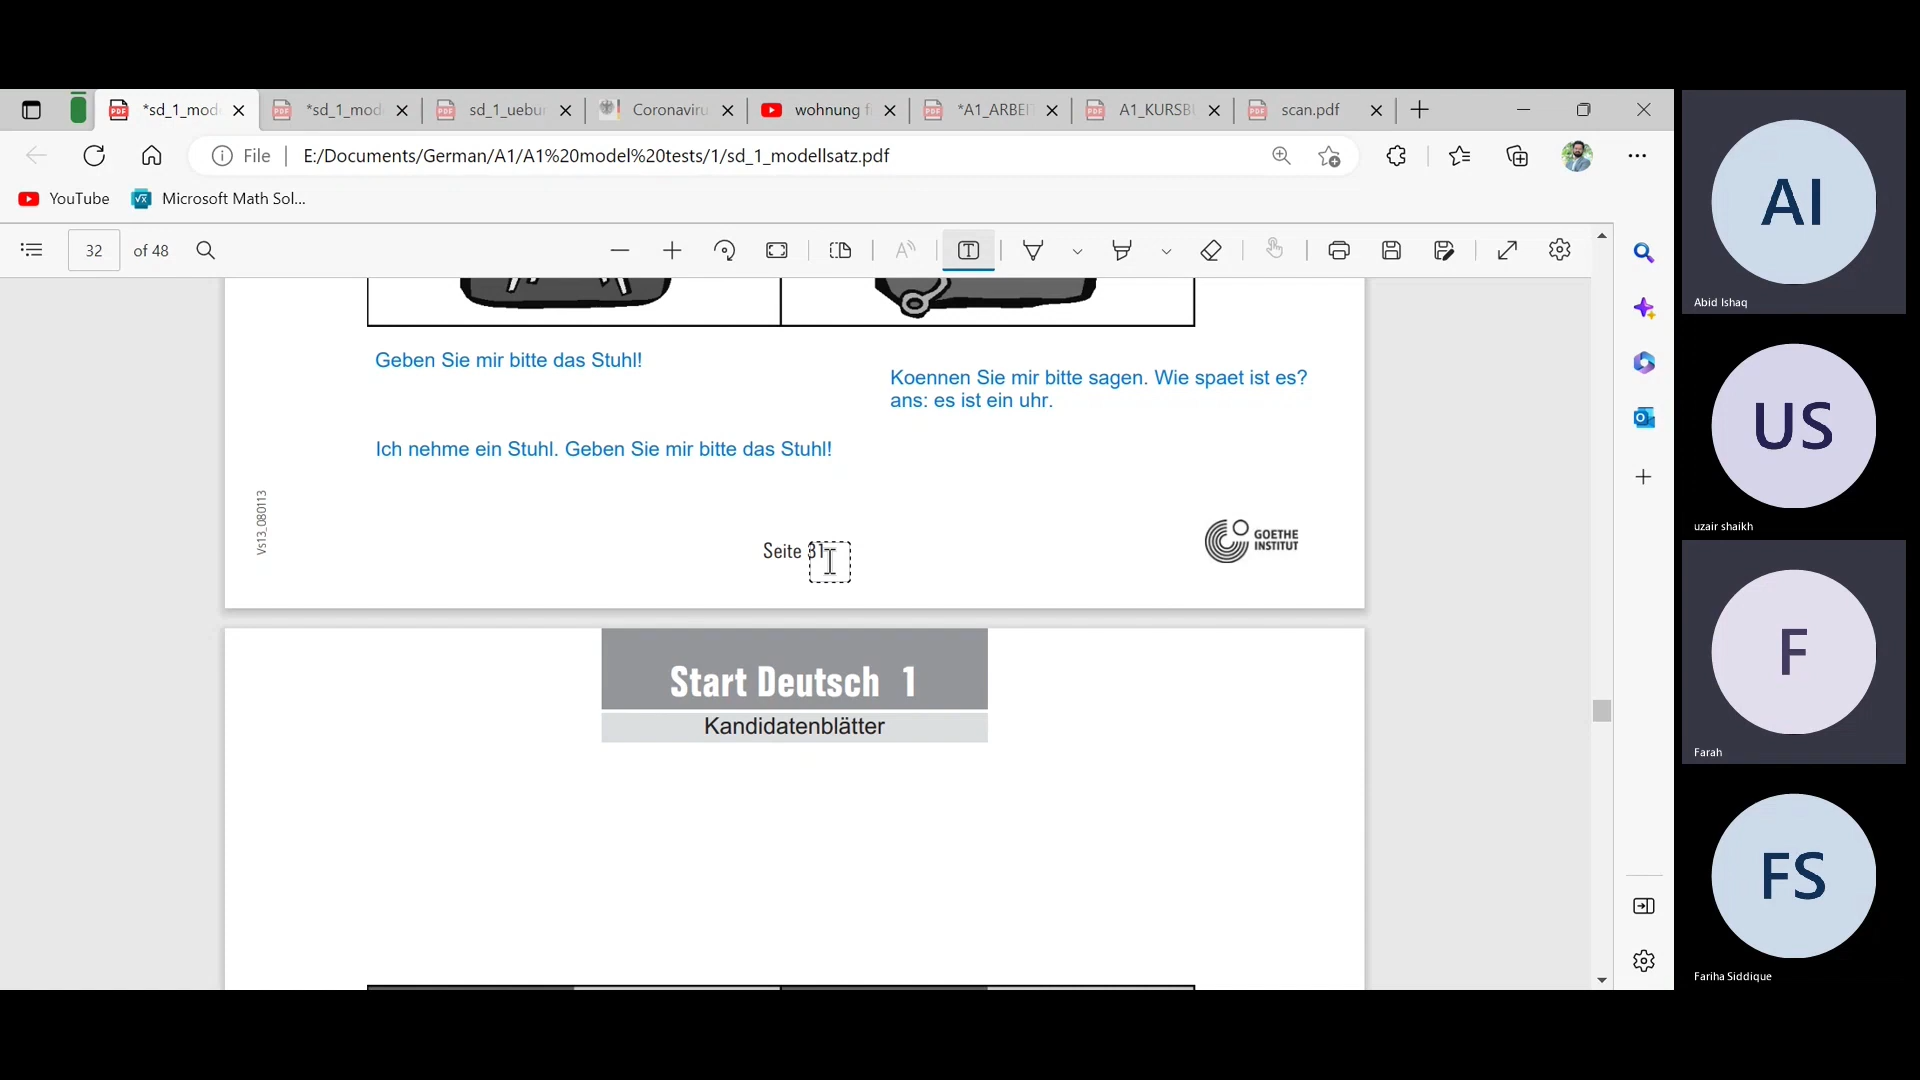 *sd_1_mod
*sd_1_mod
sd_1_uebu
Coronaviru
wohnung f
*A1_ARBEI
A1_KURSB
scan.pdf
File
E:/Documents/German/A1/A1%20model%20tests/1/sd_1_modellsatz.pdf
YouTube
Microsoft Math Sol...
32
of 48
Geben Sie mir bitte das Stuhl!
Koennen Sie mir bitte sagen. Wie spaet ist es?
ans: es ist ein uhr.
Ich nehme ein Stuhl. Geben Sie mir bitte das Stuhl!
Vs13_080113
Seite 31
GOETHE
INSTITUT
Start Deutsch 1
Kandidatenblätter
AI
Abid Ishaq
US
uzair shaikh
F
Farah
FS
Fariha Siddique